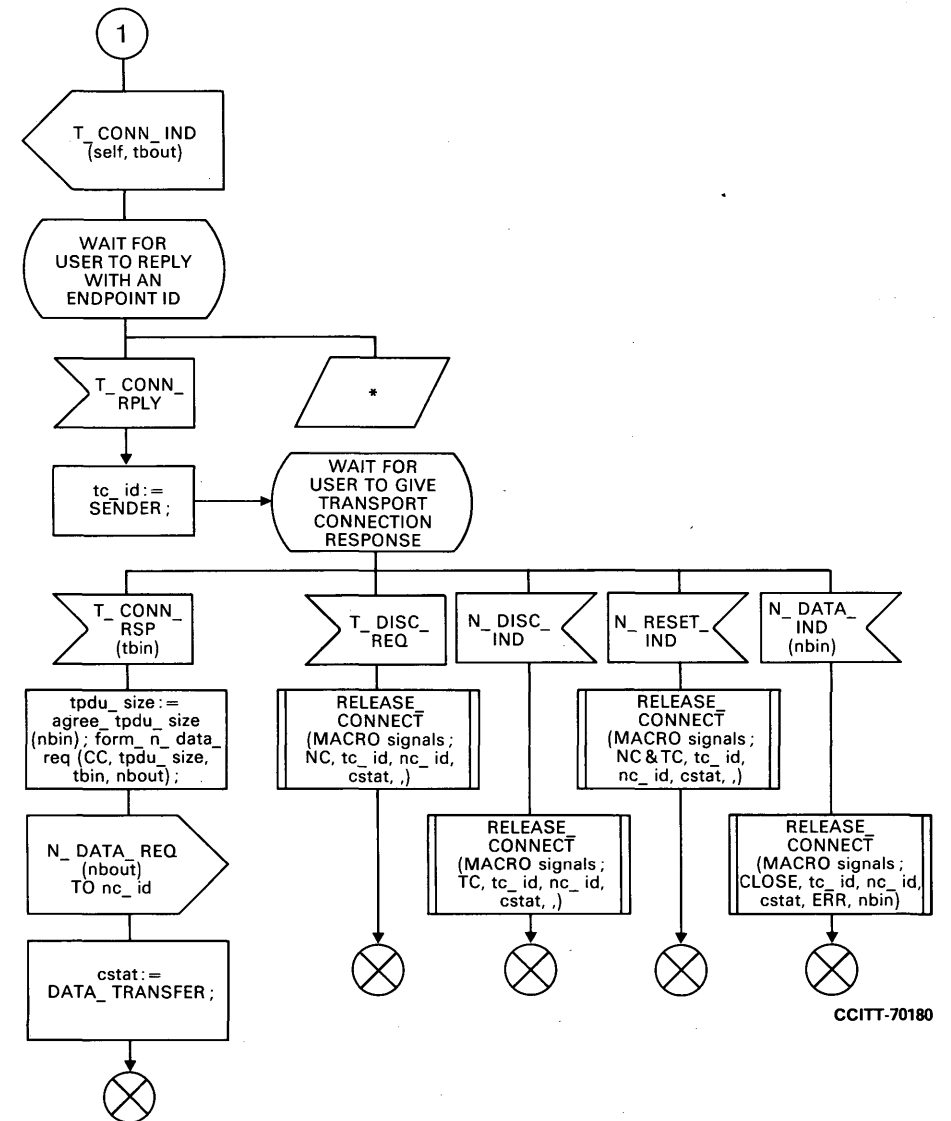 1
T_ CONN_ IND
(self, tbout)
WAIT FOR
USER TO REPLY
WITH AN
ENDPOINT ID
T_ CONN_
RPLY
*
tc_ id :=
SENDER ;
WAIT FOR
USER TO GIVE
TRANSPORT
CONNECTION
RESPONSE
T_ CONN_
RSP
(tbin)
T_ DISC_
REQ
N_ DISC_
IND
N_ RESET_
IND
N_ DATA_
IND
(nbin)
tpdu_ size :=
agree_ tpdu_ size
(nbin) ; form_ n_ data_
req (CC, tpdu_ size,
tbin, nbout) ;
RELEASE_
CONNECT
(MACRO signals ;
NC, tc_ id, nc_ id,
cstat, ,)
RELEASE_
CONNECT
(MACRO signals ;
NC & TC, tc_ id,
nc_ id, cstat, ,)
N_ DATA_ REQ
(nbout)
TO nc_ id
RELEASE_
CONNECT
(MACRO signals ;
TC, tc_ id, nc_ id,
cstat, ,)
RELEASE_
CONNECT
(MACRO signals ;
CLOSE, tc_ id, nc_ id,
cstat, ERR, nbin)
cstat :=
DATA_ TRANSFER ;
CCITT-70180